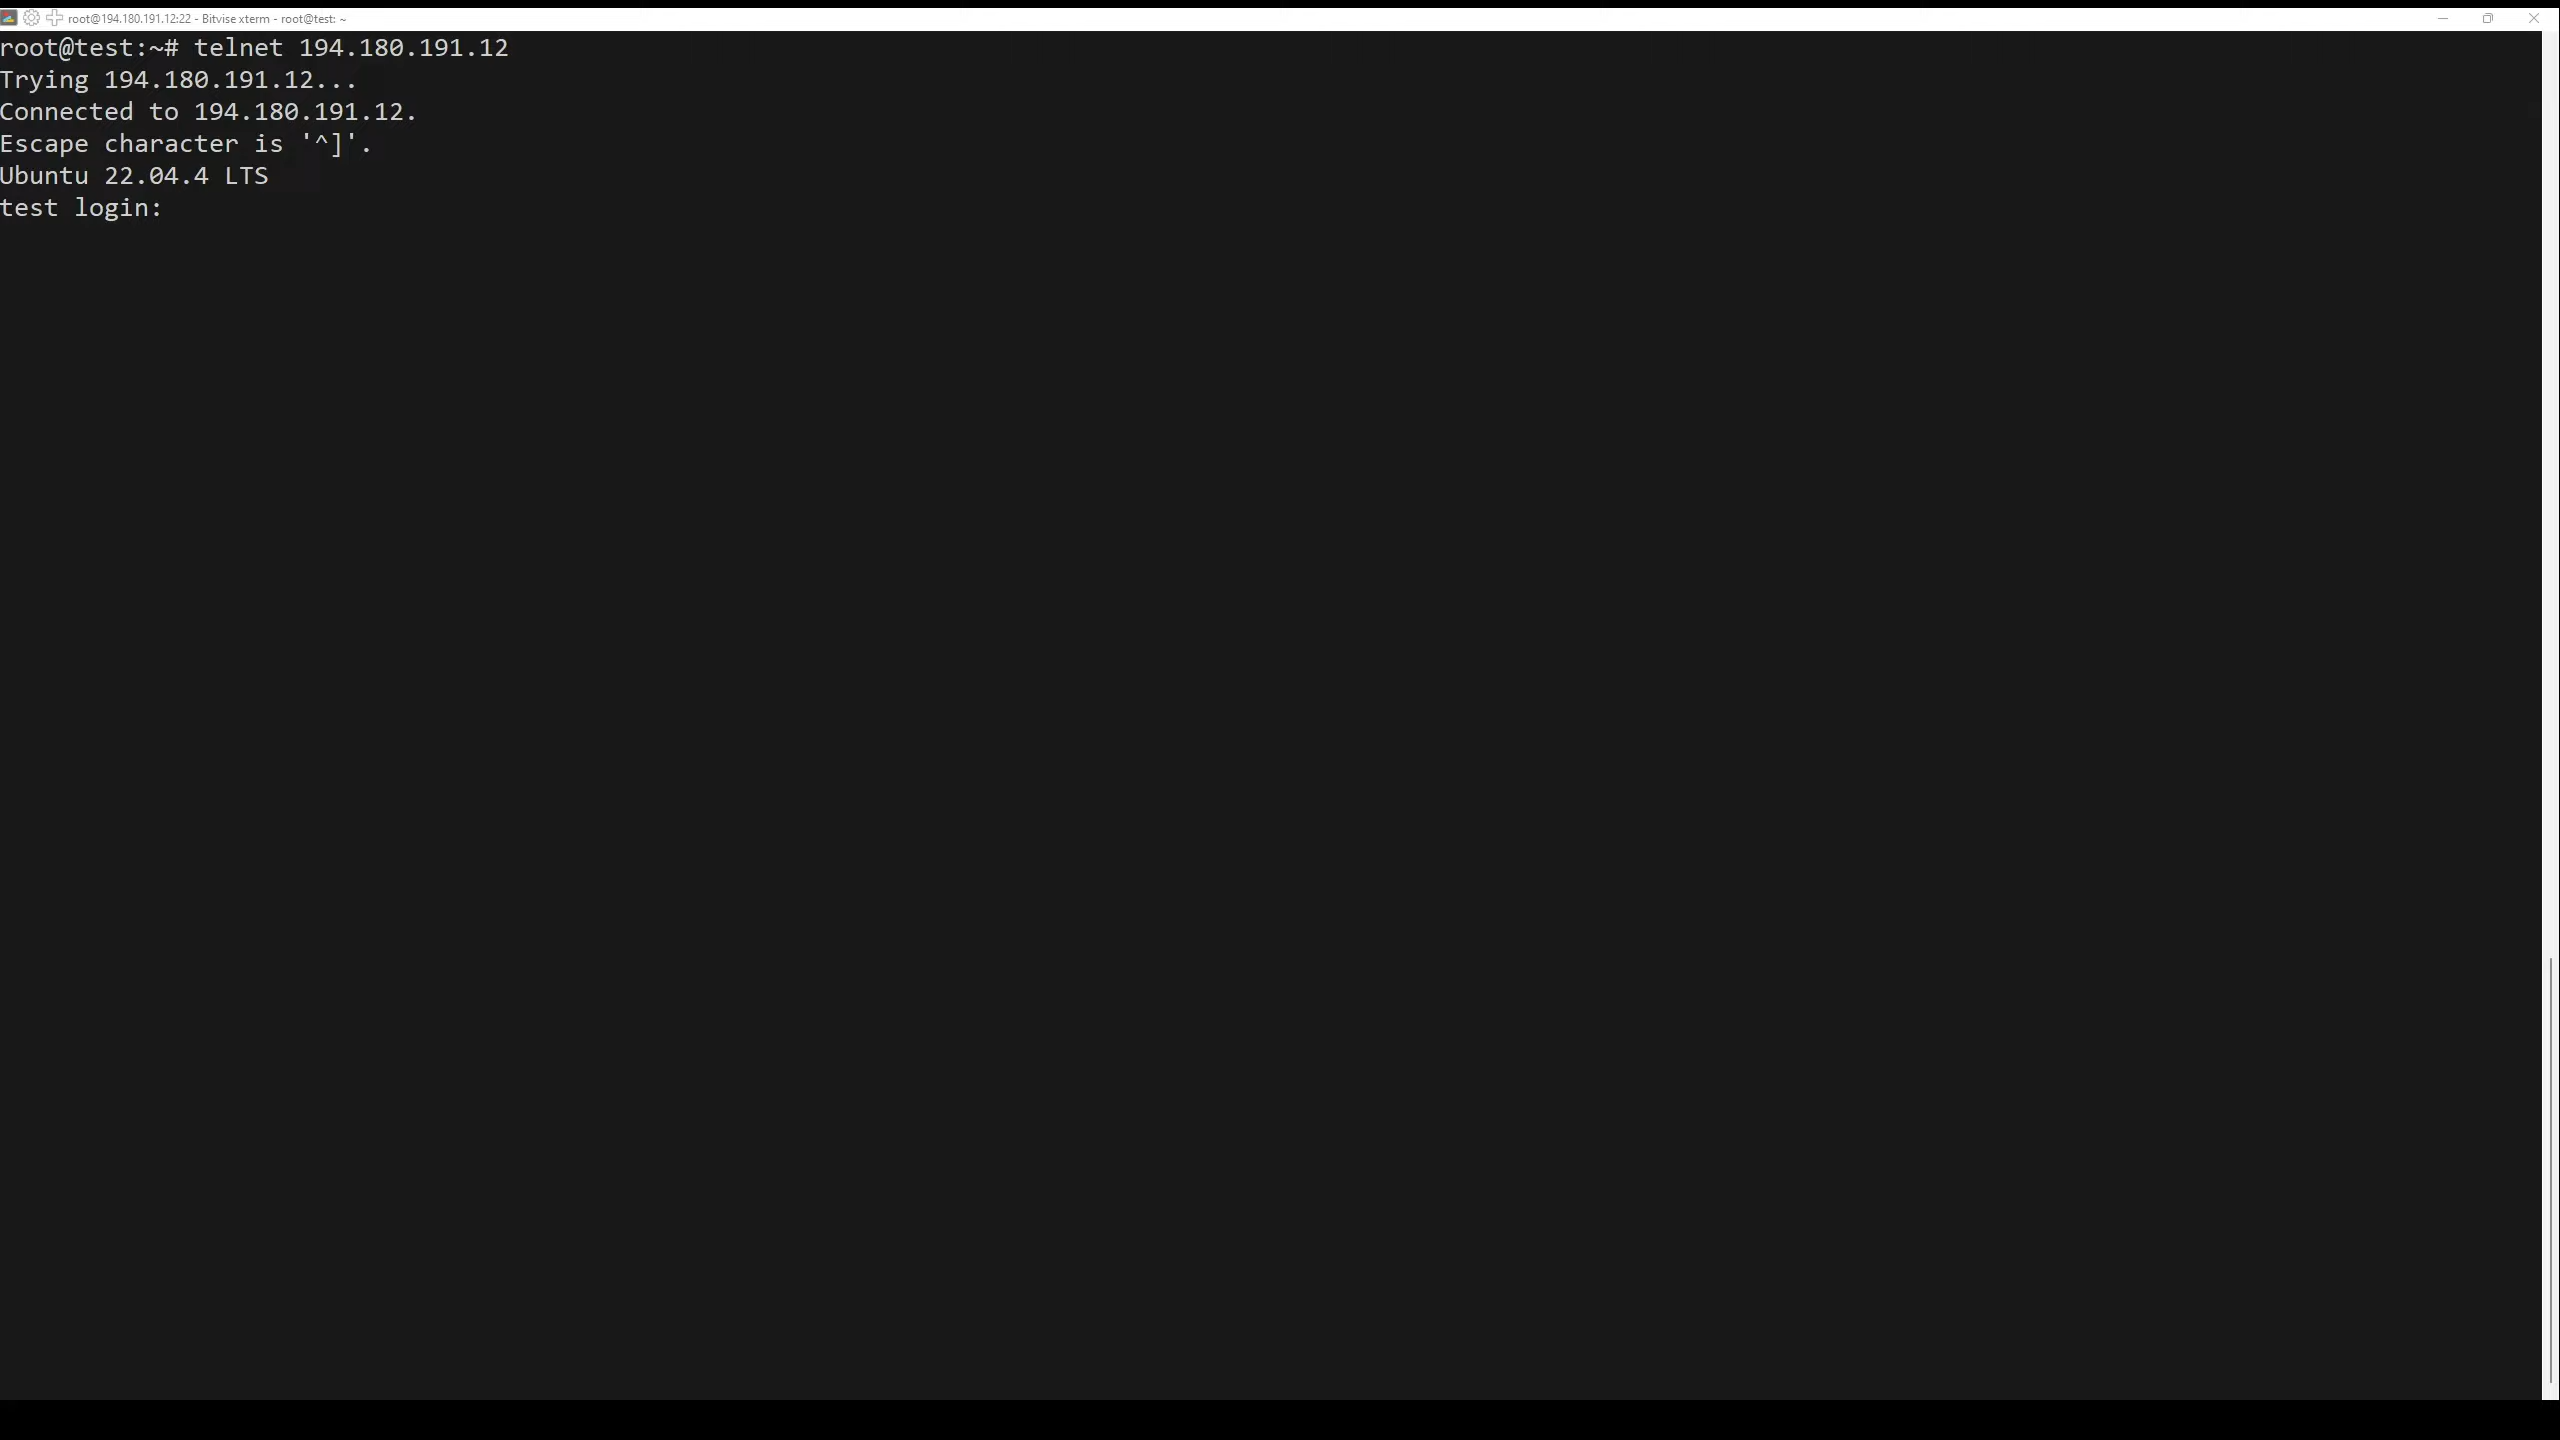 root@194.180.191.12:22 - Bitvise xterm - root@test: ~
root@test:~# telnet 194.180.191.12
Trying 194.180.191.12...
Connected to 194.180.191.12.
Escape character is '^]'.
Ubuntu 22.04.4 LTS
test login: